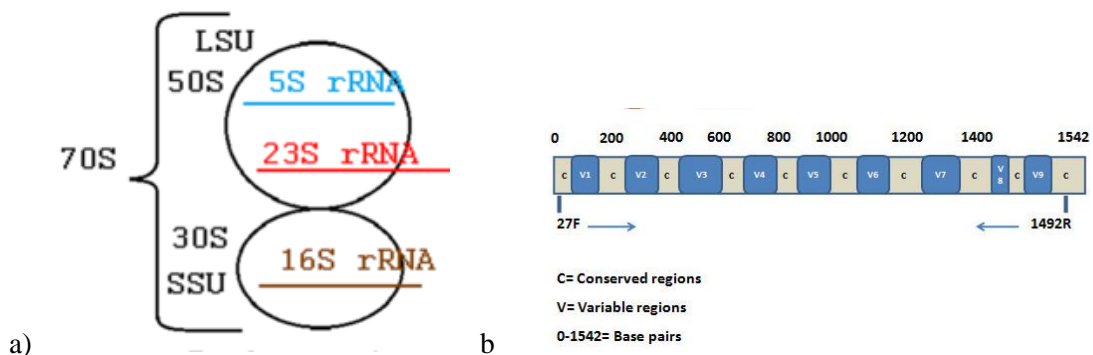 LSU
50S
5S rRNA
23S rRNA
70S
30S
16S rRNA
SSU
a)
b
0 200 400 600 800 1000 1200 1400 1542
C V1 C V2 C V3 C V4 C V5 C V6 C V7 C V8 C V9 C
27F 1492R
C= Conserved regions
V= Variable regions
0-1542= Base pairs